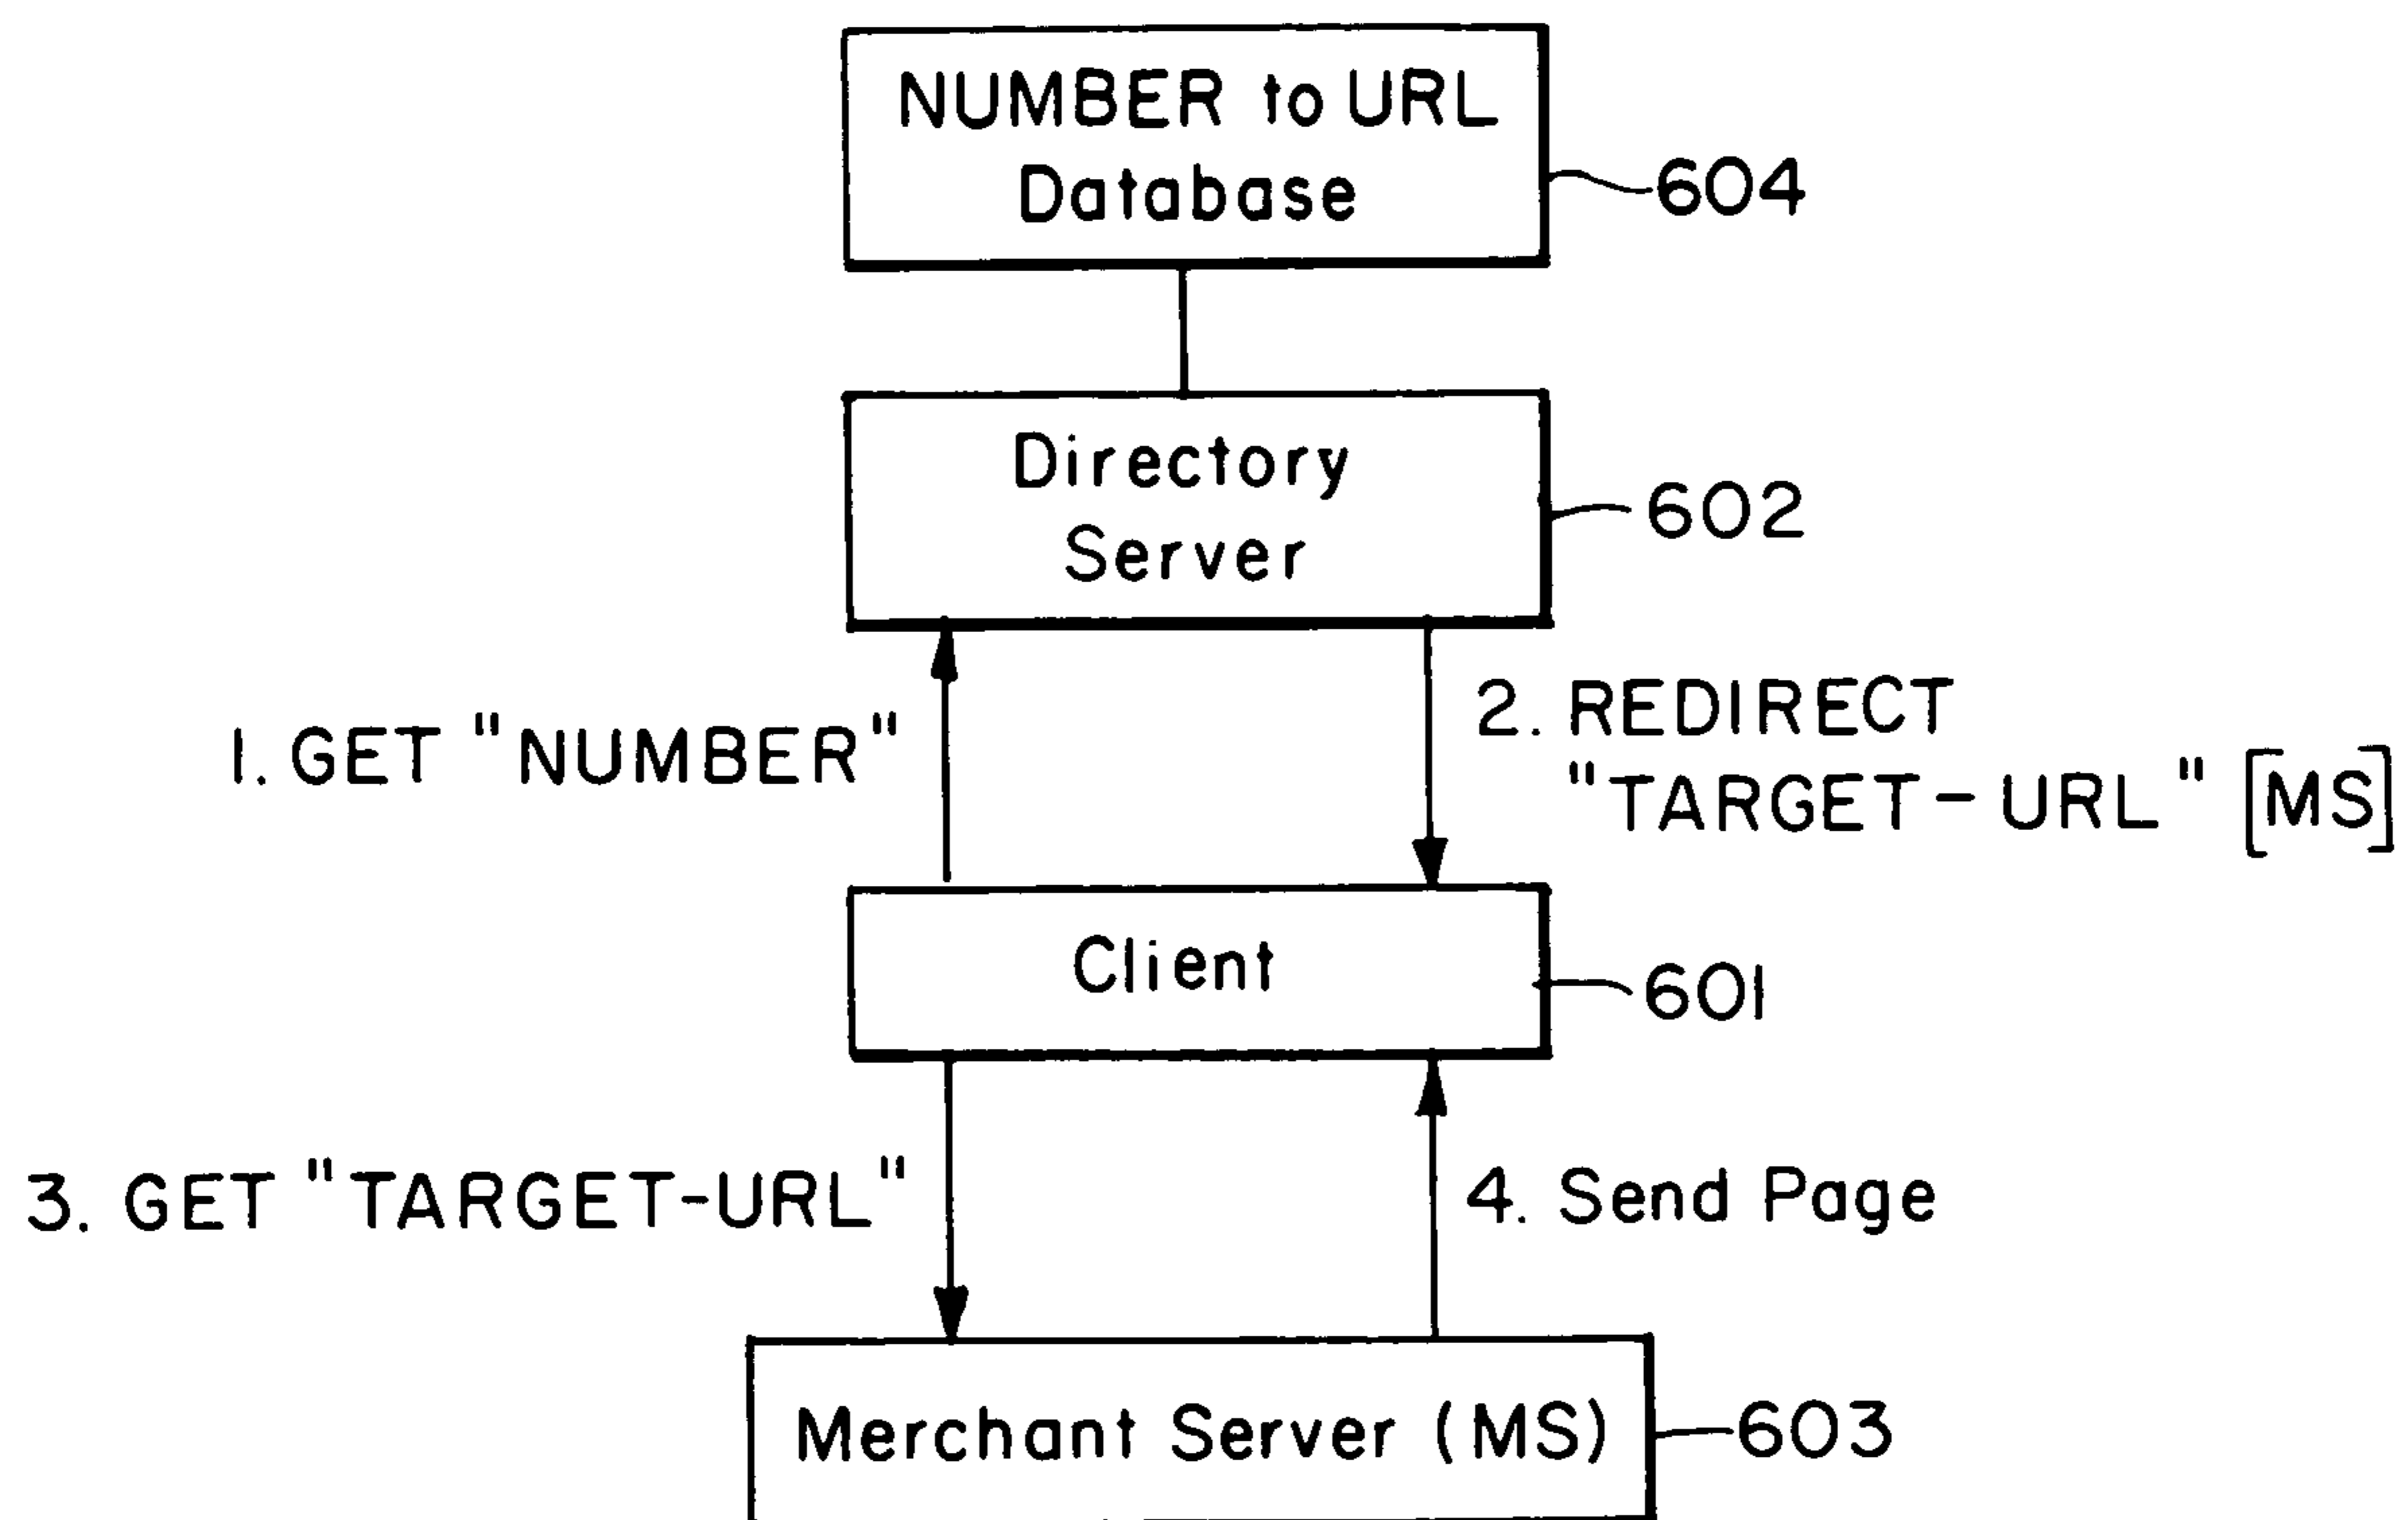 NUMBER to URL
Database
604
Directory
Server
602
1. GET "NUMBER"
2. REDIRECT
"TARGET-URL" [MS]
Client
601
3. GET "TARGET-URL"
4. Send Page
Merchant Server (MS)
603